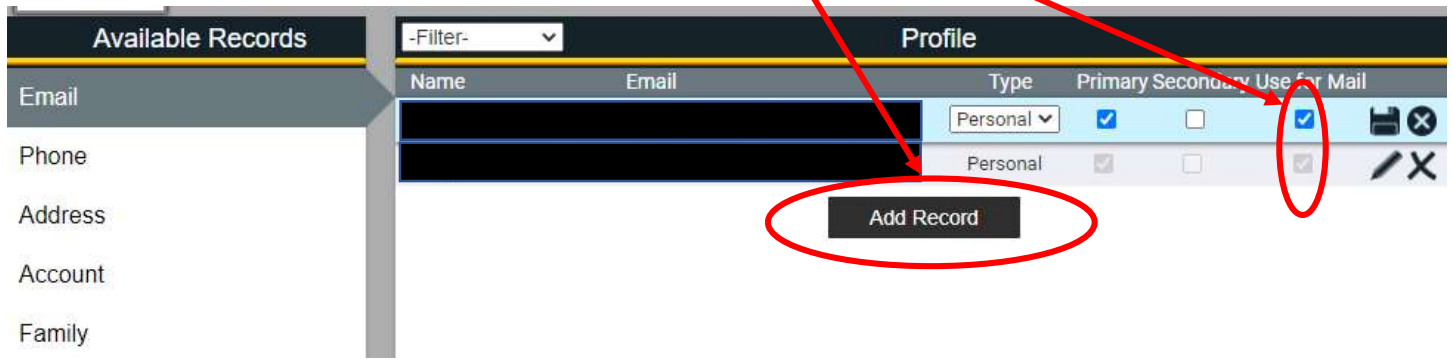 Available Records
-Filter-
Profile
Name Email Type Primary Secondary Use for Mail
Email
Personal
Phone
Personal
Address
Add Record
Account
Family